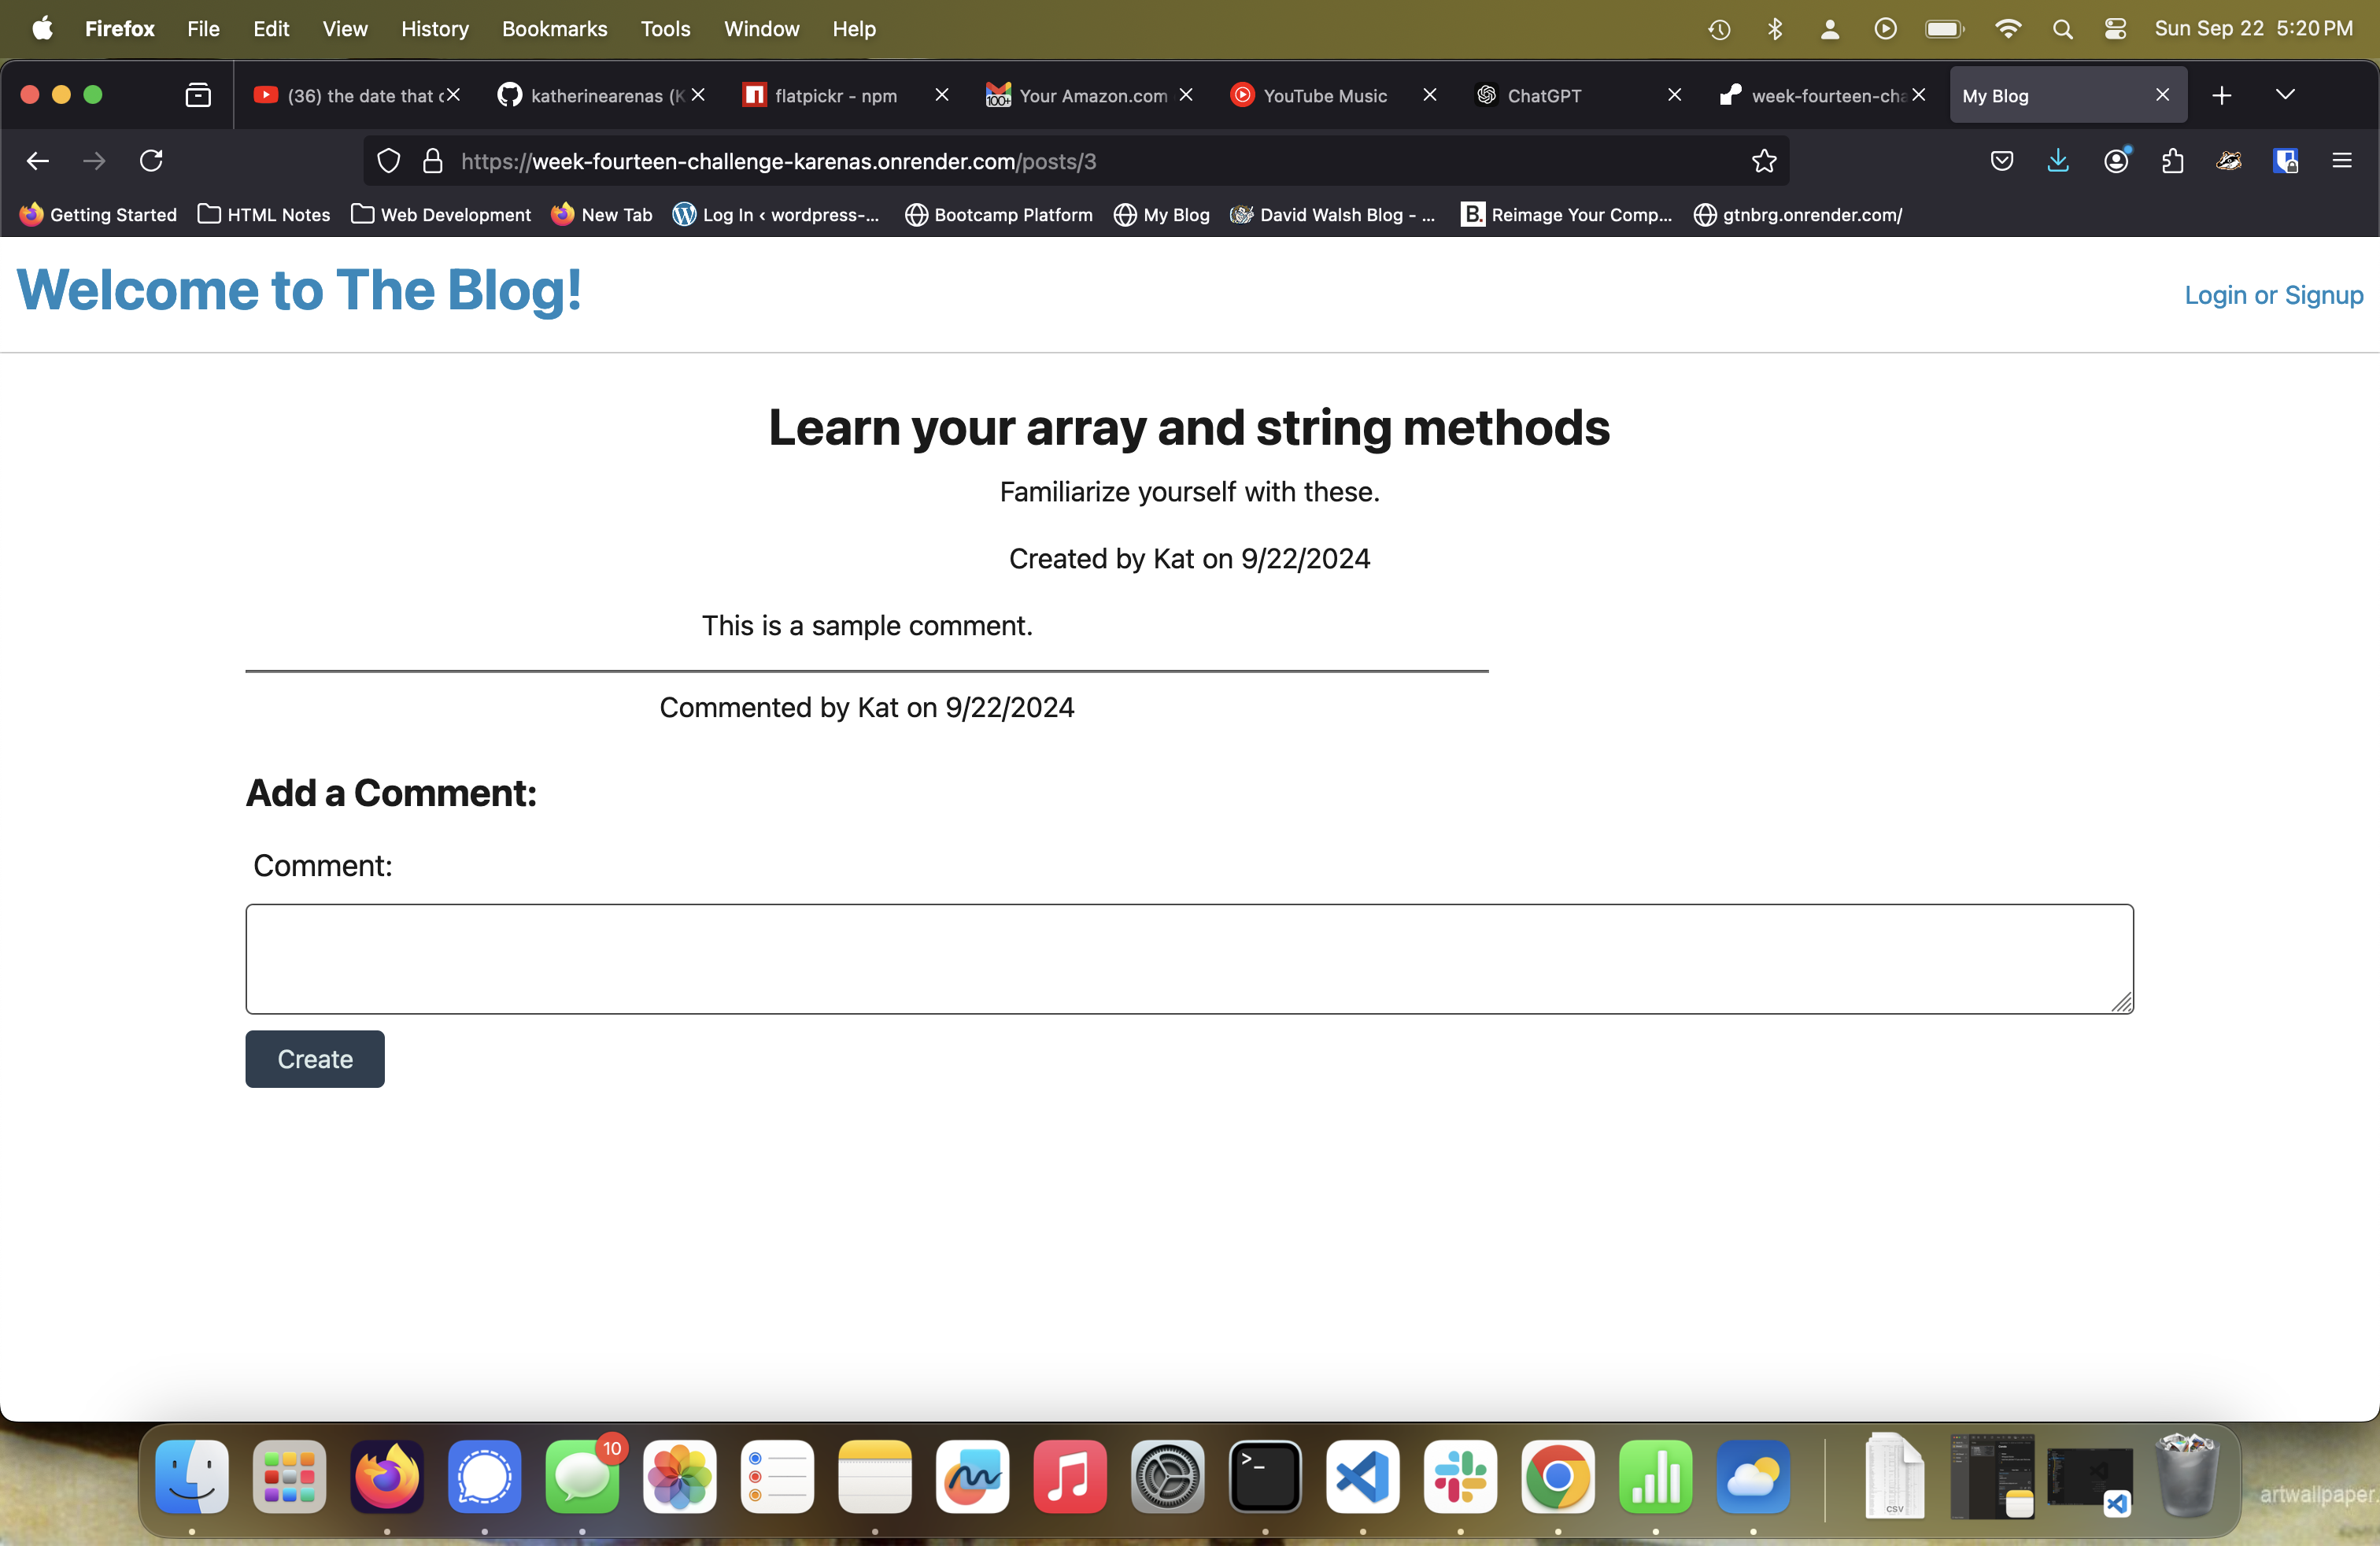 Firefox File Edit View History Bookmarks Tools Window Help Sun Sep 22 5:20 PM
(36) the date that c katherinearenas (K flatpickr - npm Your Amazon.com YouTube Music ChatGPT week-fourteen-cha My Blog
https://week-fourteen-challenge-karenas.onrender.com/posts/3
Getting Started HTML Notes Web Development New Tab Log In ‹ wordpress-... Bootcamp Platform My Blog David Walsh Blog - ... B. Reimage Your Comp... gtnbrg.onrender.com/
Welcome to The Blog! Login or Signup
Learn your array and string methods
Familiarize yourself with these.
Created by Kat on 9/22/2024
This is a sample comment.
Commented by Kat on 9/22/2024
Add a Comment:
Comment:
Create
10
CSV
artwallpaper.